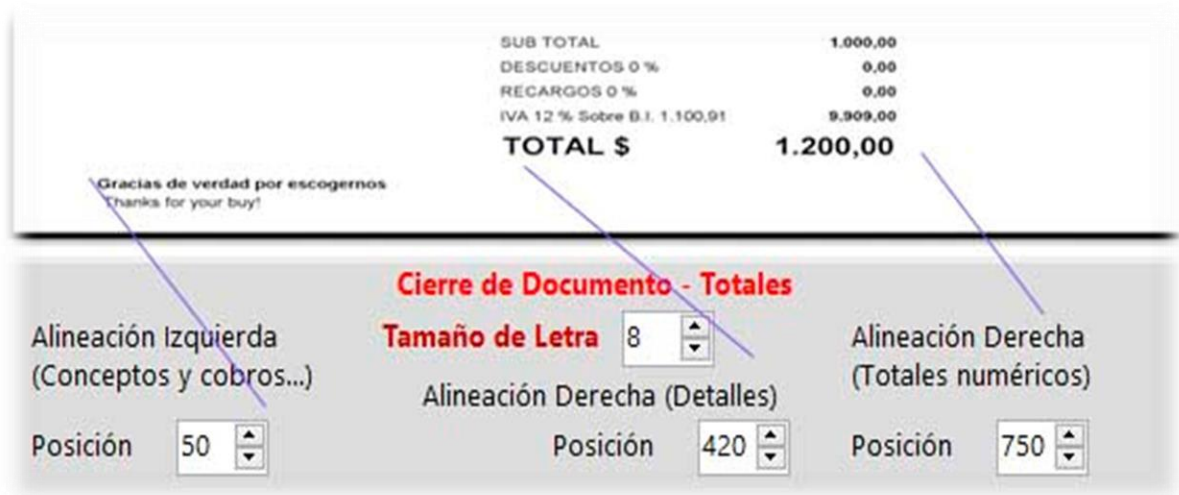 SUB TOTAL 1.000,00
DESCUENTOS 0 % 0,00
RECARGOS 0 % 0,00
IVA 12 % Sobre B.I. 1.100,91 9.909,00
TOTAL $ 1.200,00
Gracias de verdad por escogernos
Thanks for your buy!
Cierre de Documento - Totales
Alineación Izquierda
(Conceptos y cobros...)
Posición 50
Tamaño de Letra 8
Alineación Derecha (Detalles)
Posición 420
Alineación Derecha
(Totales numéricos)
Posición 750